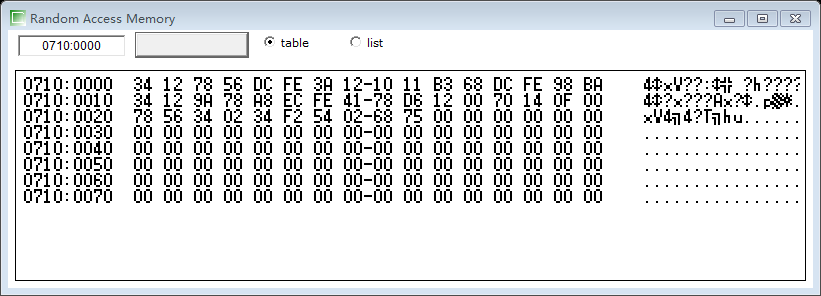 Random Access Memory
0710:0000
table
list
0710:0000 34 12 78 56 DC FE 3A 12-10 11 B3 68 DC FE 98 BA 4‡xV??:‡╬ .?h????
0710:0010 34 12 9A 78 A8 EC FE 41-78 D6 12 00 70 14 0F 00 4‡?x???Ax?‡.p
0710:0020 78 56 34 02 34 F2 54 02-68 75 00 00 00 00 00 00 xV4╗4?T╗hu......
0710:0030 00 00 00 00 00 00 00 00-00 00 00 00 00 00 00 00 ................
0710:0040 00 00 00 00 00 00 00 00-00 00 00 00 00 00 00 00 ................
0710:0050 00 00 00 00 00 00 00 00-00 00 00 00 00 00 00 00 ................
0710:0060 00 00 00 00 00 00 00 00-00 00 00 00 00 00 00 00 ................
0710:0070 00 00 00 00 00 00 00 00-00 00 00 00 00 00 00 00 ................